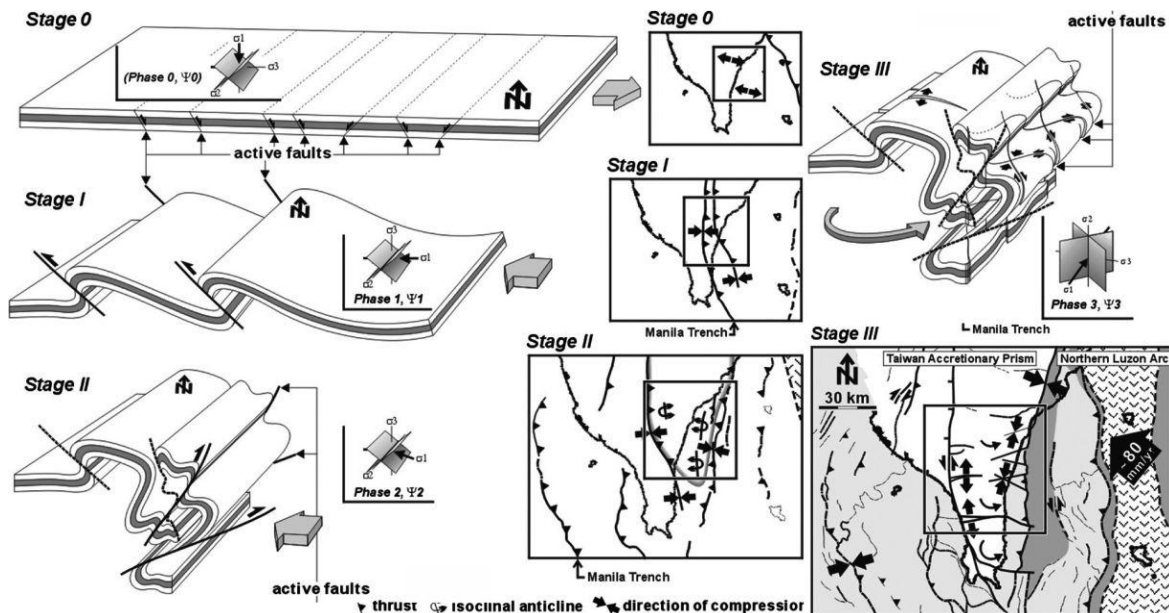 Stage 0
(Phase 0, Ψ0)
σ1
σ3
σ2
N
active faults
Stage I
N
σ3
σ1
σ2
Phase 1, Ψ1
Stage II
N
σ3
σ1
σ2
Phase 2, Ψ2
active faults
Stage 0
Stage I
Manila Trench
Stage II
Manila Trench
thrust
isoclinal anticline
direction of compression
active faults
Stage III
N
σ2
σ3
σ1
Phase 3, Ψ3
Manila Trench
Stage III
Taiwan Accretionary Prism
Northern Luzon Arc
N
30 km
~80
mm/yr